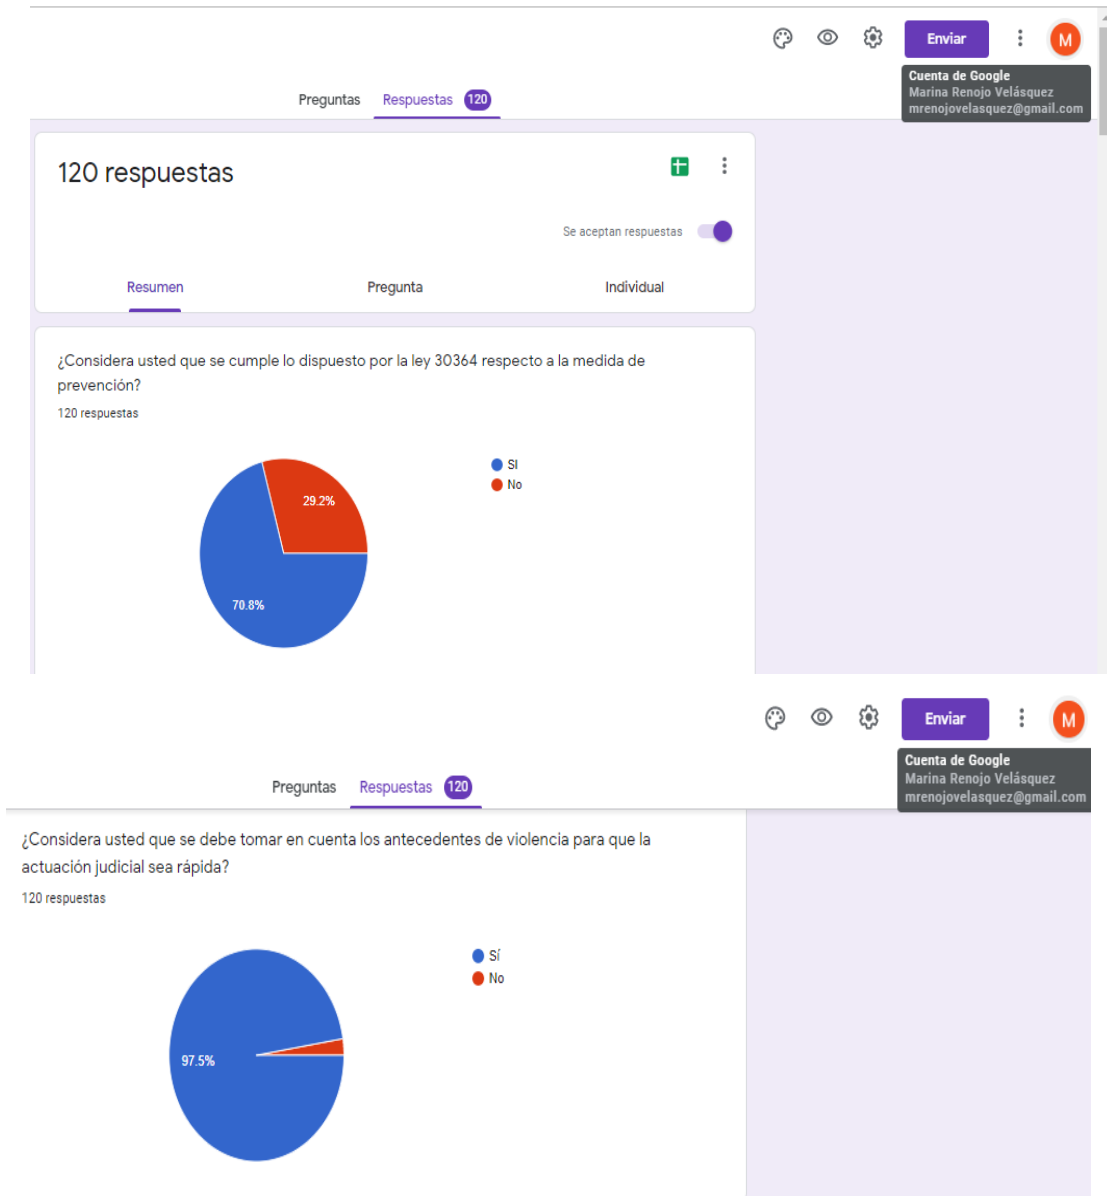 Enviar
M
Cuenta de Google
Marina Renojo Velásquez
mrenojovelasquez@gmail.com
Preguntas Respuestas 120
120 respuestas
Se aceptan respuestas
Resumen Pregunta Individual
¿Considera usted que se cumple lo dispuesto por la ley 30364 respecto a la medida de
prevención?
120 respuestas
SI
No
29.2%
70.8%
Enviar
M
Cuenta de Google
Marina Renojo Velásquez
mrenojovelasquez@gmail.com
Preguntas Respuestas 120
¿Considera usted que se debe tomar en cuenta los antecedentes de violencia para que la
actuación judicial sea rápida?
120 respuestas
Sí
No
97.5%